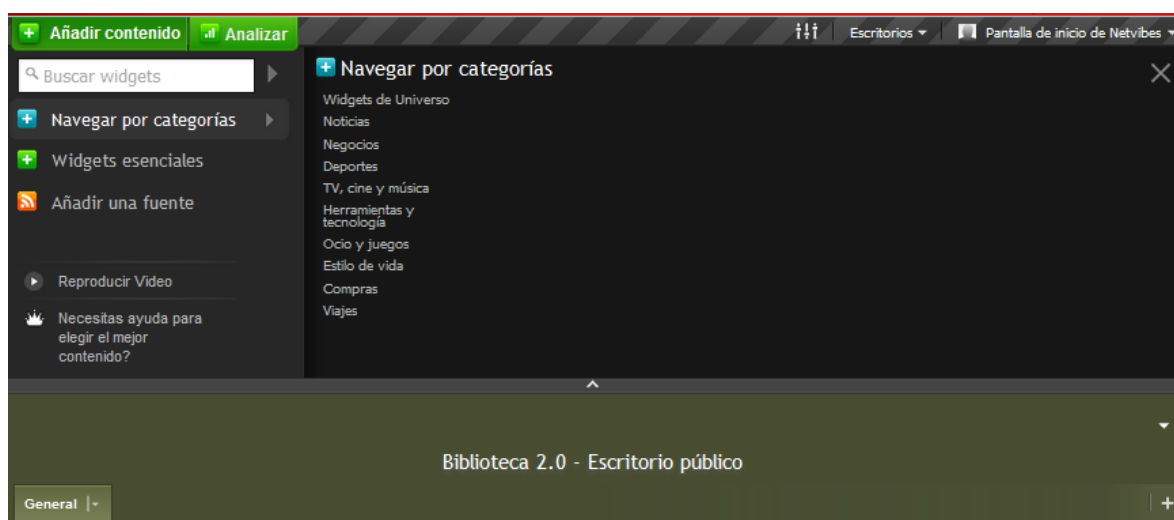 Añadir contenido
Analizar
Escritorios
Pantalla de inicio de Netvibes
Buscar widgets
Navegar por categorías
Widgets esenciales
Añadir una fuente
Reproducir Video
Necesitas ayuda para
elegir el mejor
contenido?
Navegar por categorías
Widgets de Universo
Noticias
Negocios
Deportes
TV, cine y música
Herramientas y
tecnología
Ocio y juegos
Estilo de vida
Compras
Viajes
Biblioteca 2.0 - Escritorio público
General